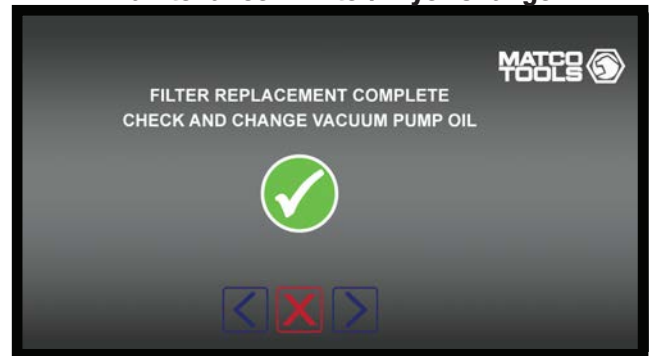 MATCO
TOOLS
FILTER REPLACEMENT COMPLETE
CHECK AND CHANGE VACUUM PUMP OIL